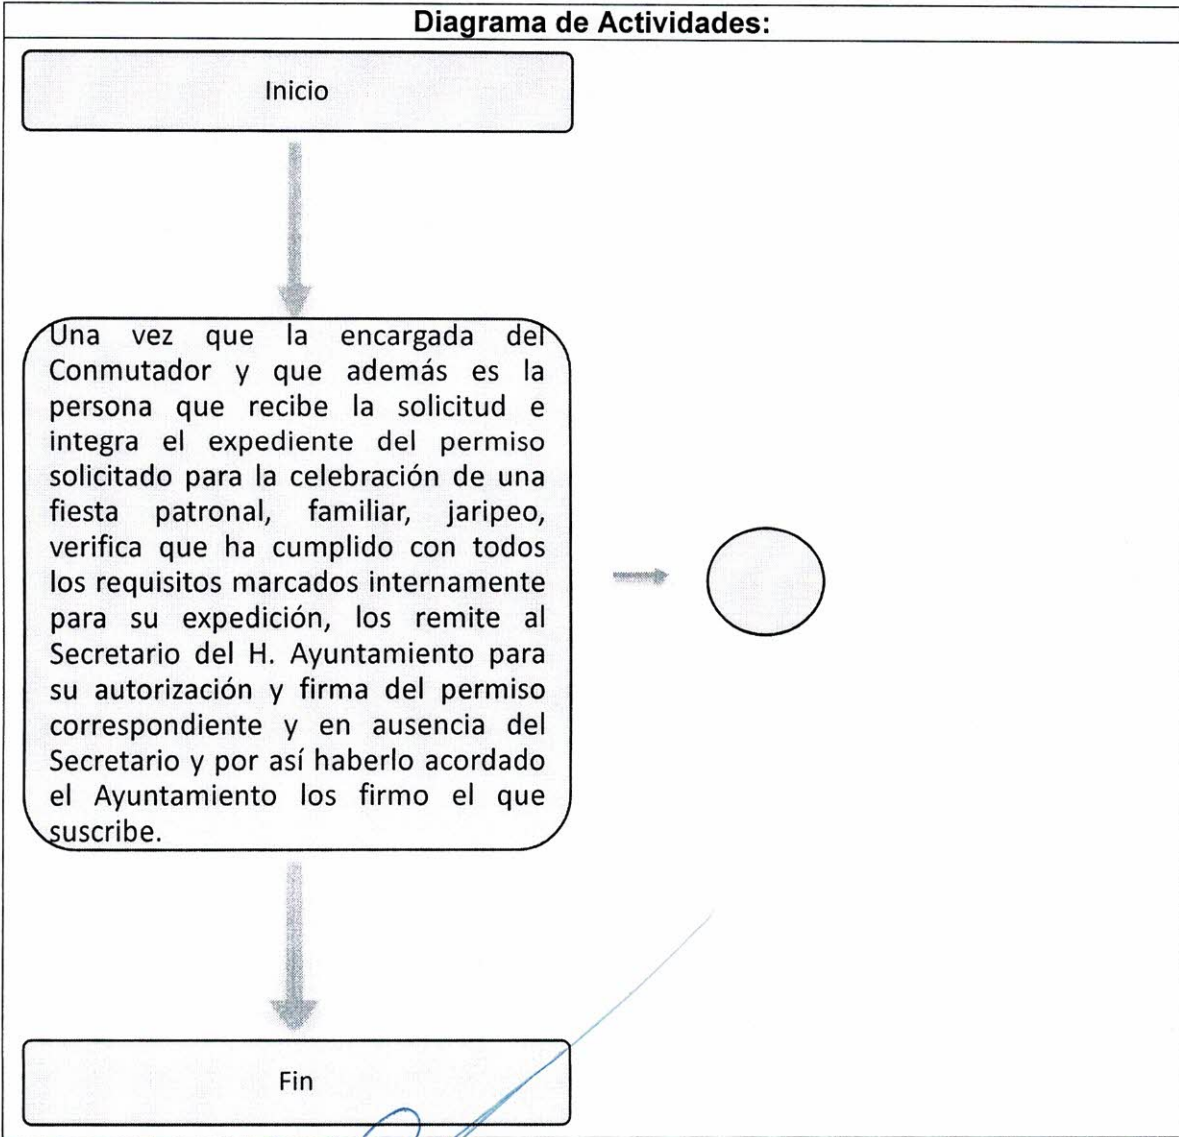 Diagrama de Actividades:
Inicio
Una vez que la encargada del
Conmutador y que además es la
persona que recibe la solicitud e
integra el expediente del permiso
solicitado para la celebración de una
fiesta patronal, familiar, jaripeo,
verifica que ha cumplido con todos
los requisitos marcados internamente
para su expedición, los remite al
Secretario del H. Ayuntamiento para
su autorización y firma del permiso
correspondiente y en ausencia del
Secretario y por así haberlo acordado
el Ayuntamiento los firmo el que
suscribe.
Fin